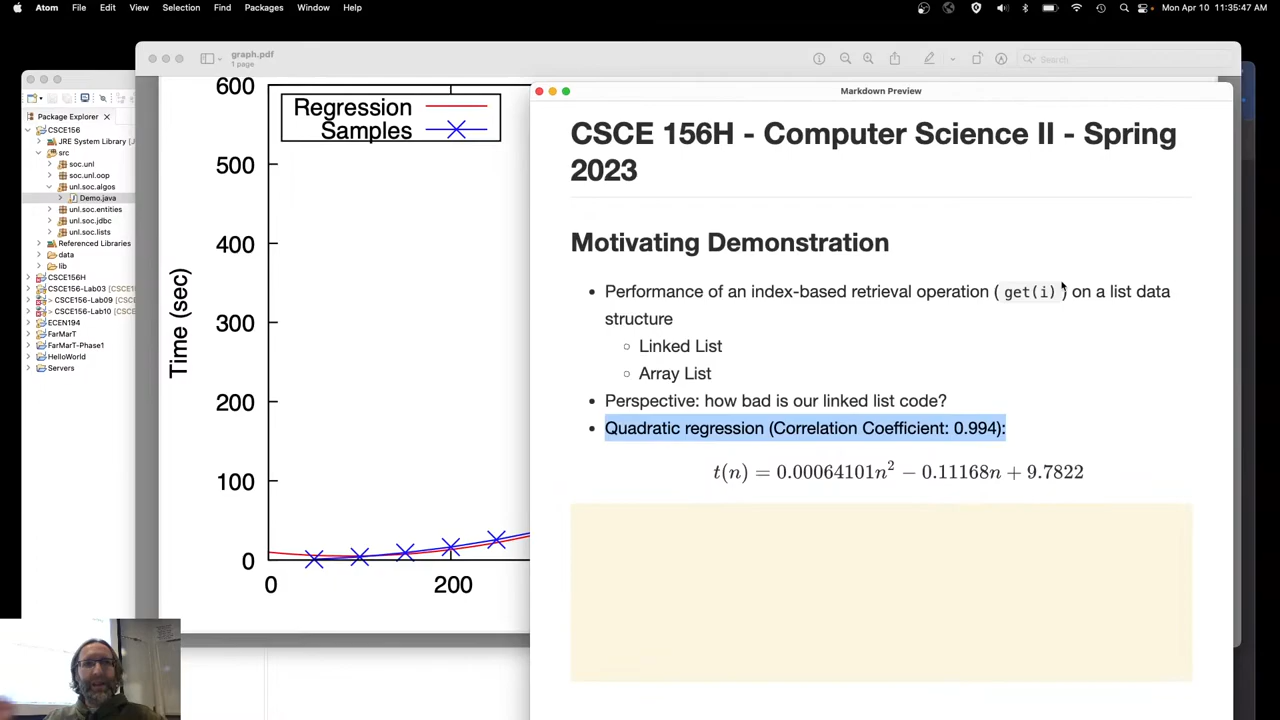 Atom File Edit View Selection Find Packages Window Help
Mon Apr 10 11:35:47 AM
graph.pdf
1 page
Search
Package Explorer
CSCE156
JRE System Library [JavaSE
src
soc.unl
unl.soc.oop
unl.soc.algos
Demo.java
unl.soc.entities
unl.soc.jdbc
unl.soc.lists
Referenced Libraries
data
lib
CSCE156H
CSCE156-Lab03 [CSCE1
> CSCE156-Lab09 [CSCE
> CSCE156-Lab10 [CSCE
ECEN194
FarMarT
FarMarT-Phase1
HelloWorld
Servers
600
500
400
300
200
100
0
Time (sec)
Regression
Samples
0 200
Markdown Preview
CSCE 156H - Computer Science II - Spring
2023
Motivating Demonstration
• Performance of an index-based retrieval operation ( get(i) ) on a list data
structure
○ Linked List
○ Array List
• Perspective: how bad is our linked list code?
• Quadratic regression (Correlation Coefficient: 0.994):
t(n) = 0.00064101n² − 0.11168n + 9.7822